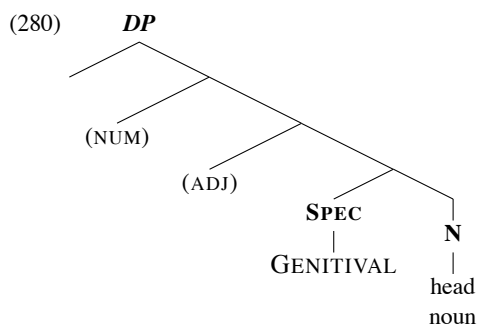 (280) DP
(NUM)
(ADJ)
SPEC
N
GENITIVAL
head
noun